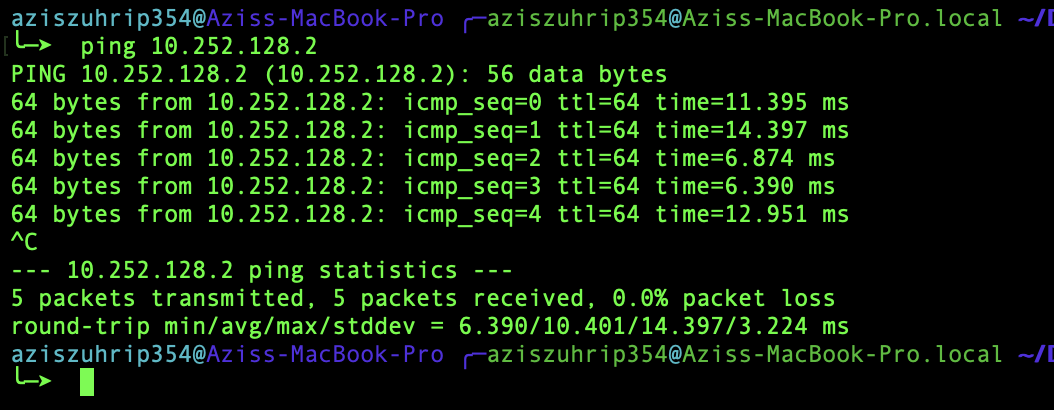 aziszuhrip354@Aziss-MacBook-Pro ╭─aziszuhrip354@Aziss-MacBook-Pro.local ~/D
[╰─➤  ping 10.252.128.2
PING 10.252.128.2 (10.252.128.2): 56 data bytes
64 bytes from 10.252.128.2: icmp_seq=0 ttl=64 time=11.395 ms
64 bytes from 10.252.128.2: icmp_seq=1 ttl=64 time=14.397 ms
64 bytes from 10.252.128.2: icmp_seq=2 ttl=64 time=6.874 ms
64 bytes from 10.252.128.2: icmp_seq=3 ttl=64 time=6.390 ms
64 bytes from 10.252.128.2: icmp_seq=4 ttl=64 time=12.951 ms
^C
--- 10.252.128.2 ping statistics ---
5 packets transmitted, 5 packets received, 0.0% packet loss
round-trip min/avg/max/stddev = 6.390/10.401/14.397/3.224 ms
aziszuhrip354@Aziss-MacBook-Pro ╭─aziszuhrip354@Aziss-MacBook-Pro.local ~/D
╰─➤